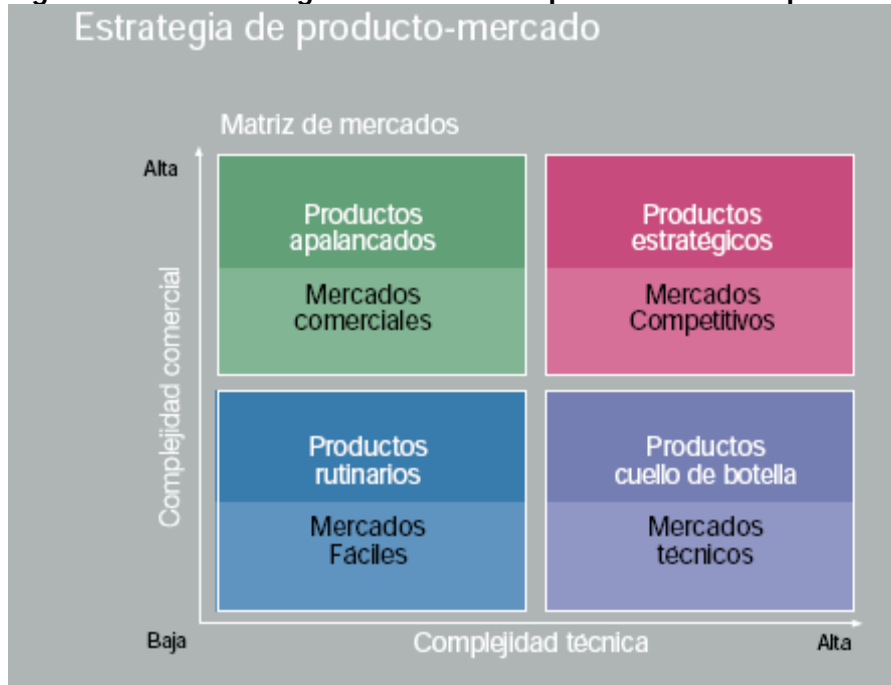 Estrategia de producto-mercado
Matriz de mercados
Alta
Complejidad comercial
Productos
apalancados
Mercados
comerciales
Productos
estratégicos
Mercados
Competitivos
Productos
rutinarios
Mercados
Fáciles
Productos
cuello de botella
Mercados
técnicos
Baja
Complejidad técnica
Alta